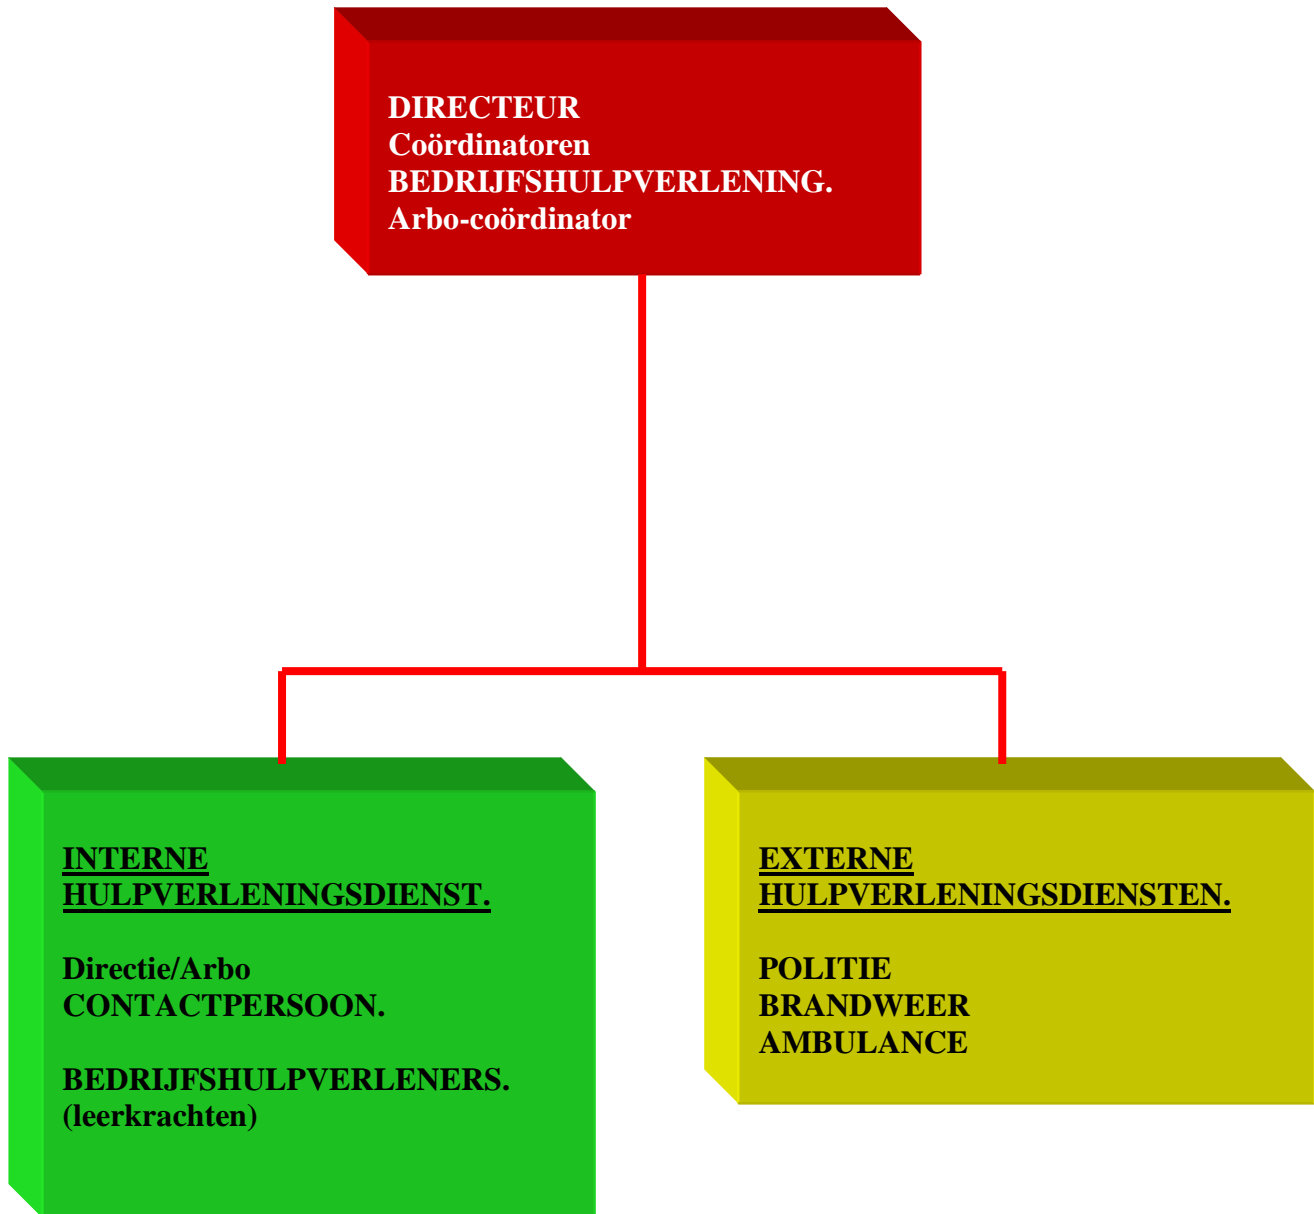 DIRECTEUR
Coördinatoren
BEDRIJFSHULPVERLENING.
Arbo-coördinator
INTERNE
HULPVERLENINGSDIENST.
Directie/Arbo
CONTACTPERSOON.
BEDRIJFSHULPVERLENERS.
(leerkrachten)
EXTERNE
HULPVERLENINGSDIENSTEN.
POLITIE
BRANDWEER
AMBULANCE